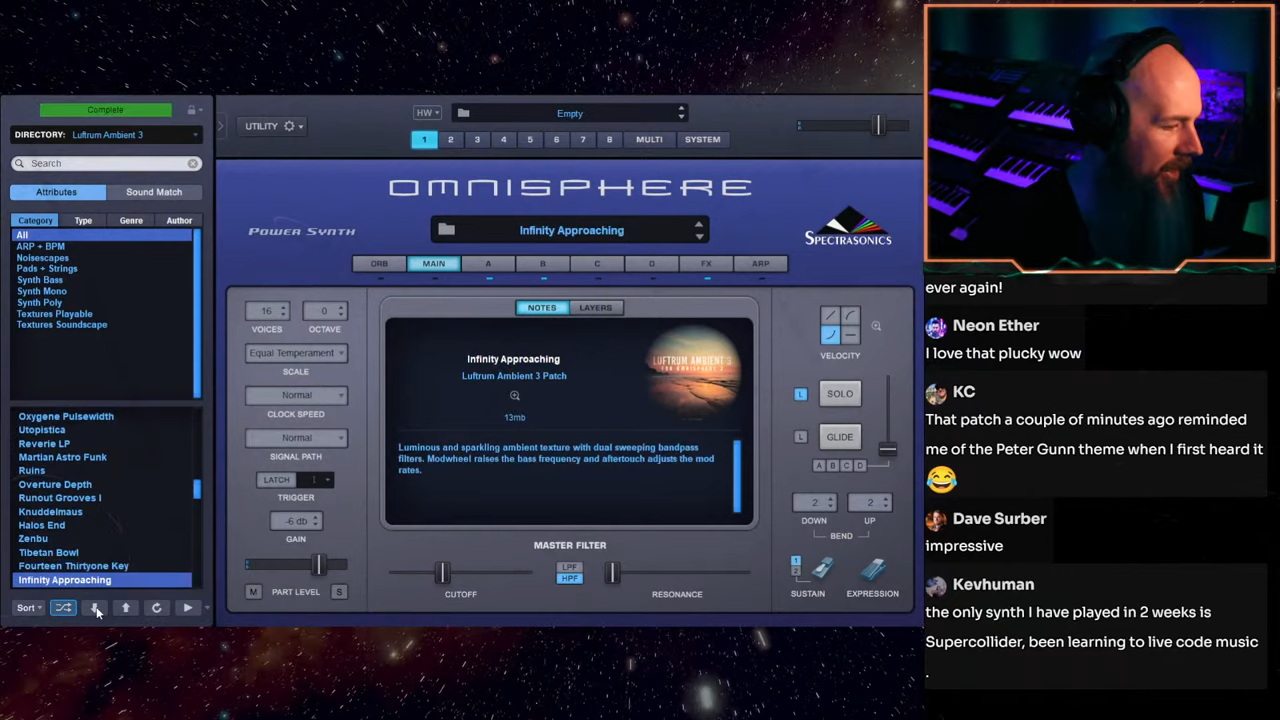 Complete
DIRECTORY: Luftrum Ambient 3
Search
Attributes
Sound Match
Category
Type
Genre
Author
All
ARP + BPM
Noisescapes
Pads + Strings
Synth Bass
Synth Mono
Synth Poly
Textures Playable
Textures Soundscape
Oxygene Pulsewidth
Utopistica
Reverie LP
Martian Astro Funk
Ruins
Overture Depth
Runout Grooves I
Knuddelmaus
Halos End
Zenbu
Tibetan Bowl
Fourteen Thirtyone Key
Infinity Approaching
Sort
UTILITY
HW
Empty
1 2 3 4 5 6 7 8 MULTI SYSTEM
OMNISPHERE
POWER SYNTH
Infinity Approaching
SPECTRASONICS
ORB MAIN A B C D FX ARP
16
0
VOICES
OCTAVE
Equal Temperament
SCALE
Normal
CLOCK SPEED
Normal
SIGNAL PATH
LATCH 1
TRIGGER
-6 db
GAIN
M PART LEVEL S
NOTES
LAYERS
Infinity Approaching
Luftrum Ambient 3 Patch
13mb
LUFTRUM AMBIENT 3
FOR OMNISPHERE 2
Luminous and sparkling ambient texture with dual sweeping bandpass
filters. Modwheel raises the bass frequency and aftertouch adjusts the mod
rates.
MASTER FILTER
LPF
HPF
CUTOFF
RESONANCE
VELOCITY
L SOLO
L GLIDE
A B C D
2
2
DOWN
UP
BEND
1
2
SUSTAIN
EXPRESSION
ever again!
Neon Ether
I love that plucky wow
KC
That patch a couple of minutes ago reminded
me of the Peter Gunn theme when I first heard it
Dave Surber
impressive
Kevhuman
the only synth I have played in 2 weeks is
Supercollider, been learning to live code music
.